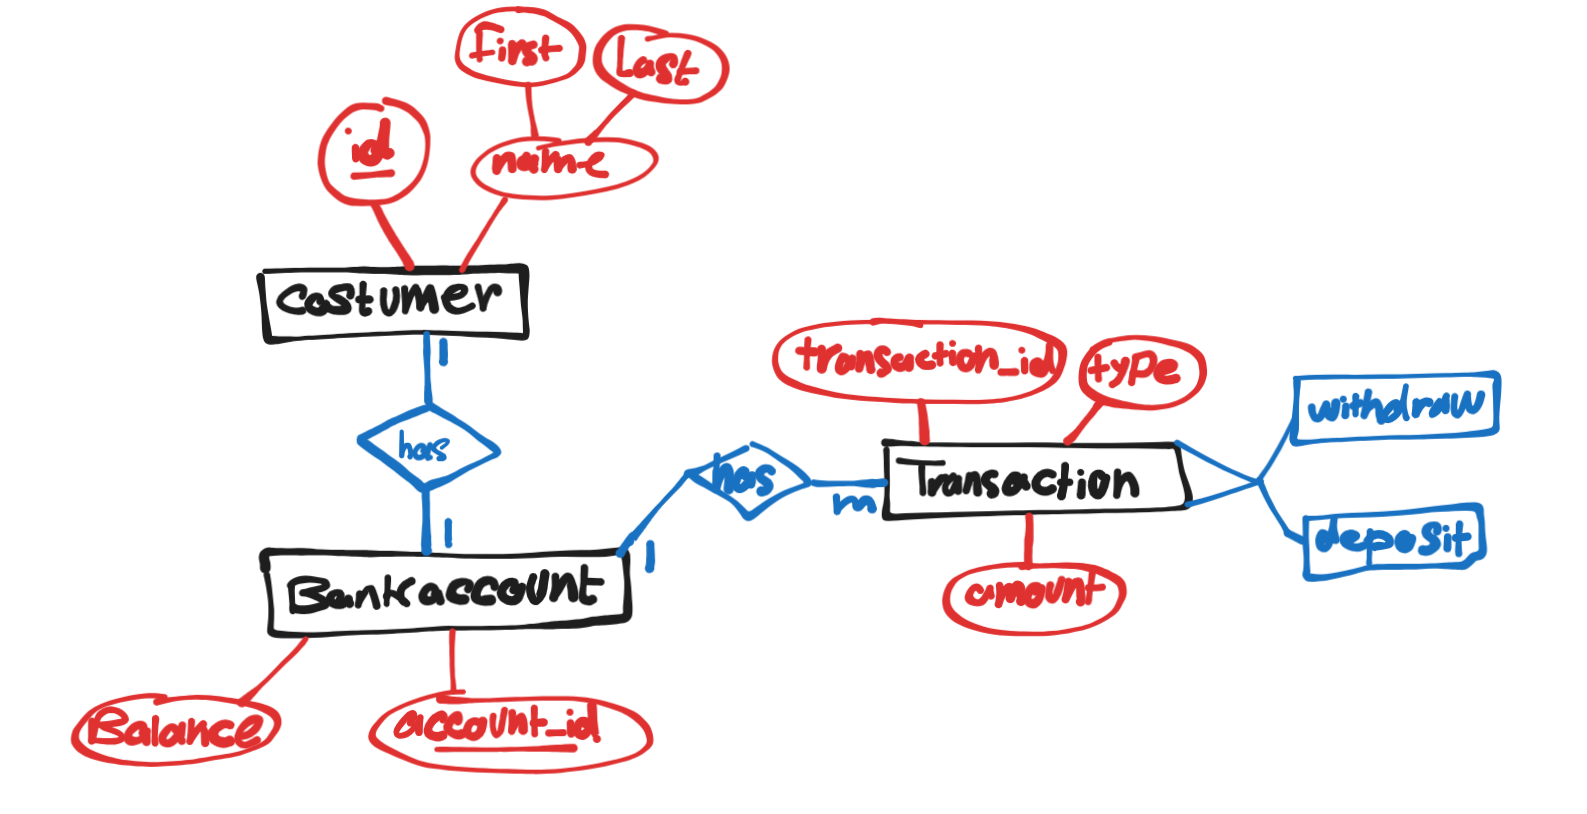 First
Last
id
name
Costumer
1
has
1
Bankaccount
Balance
account_id
1
has
m
transaction_id
type
Transaction
amount
withdraw
deposit